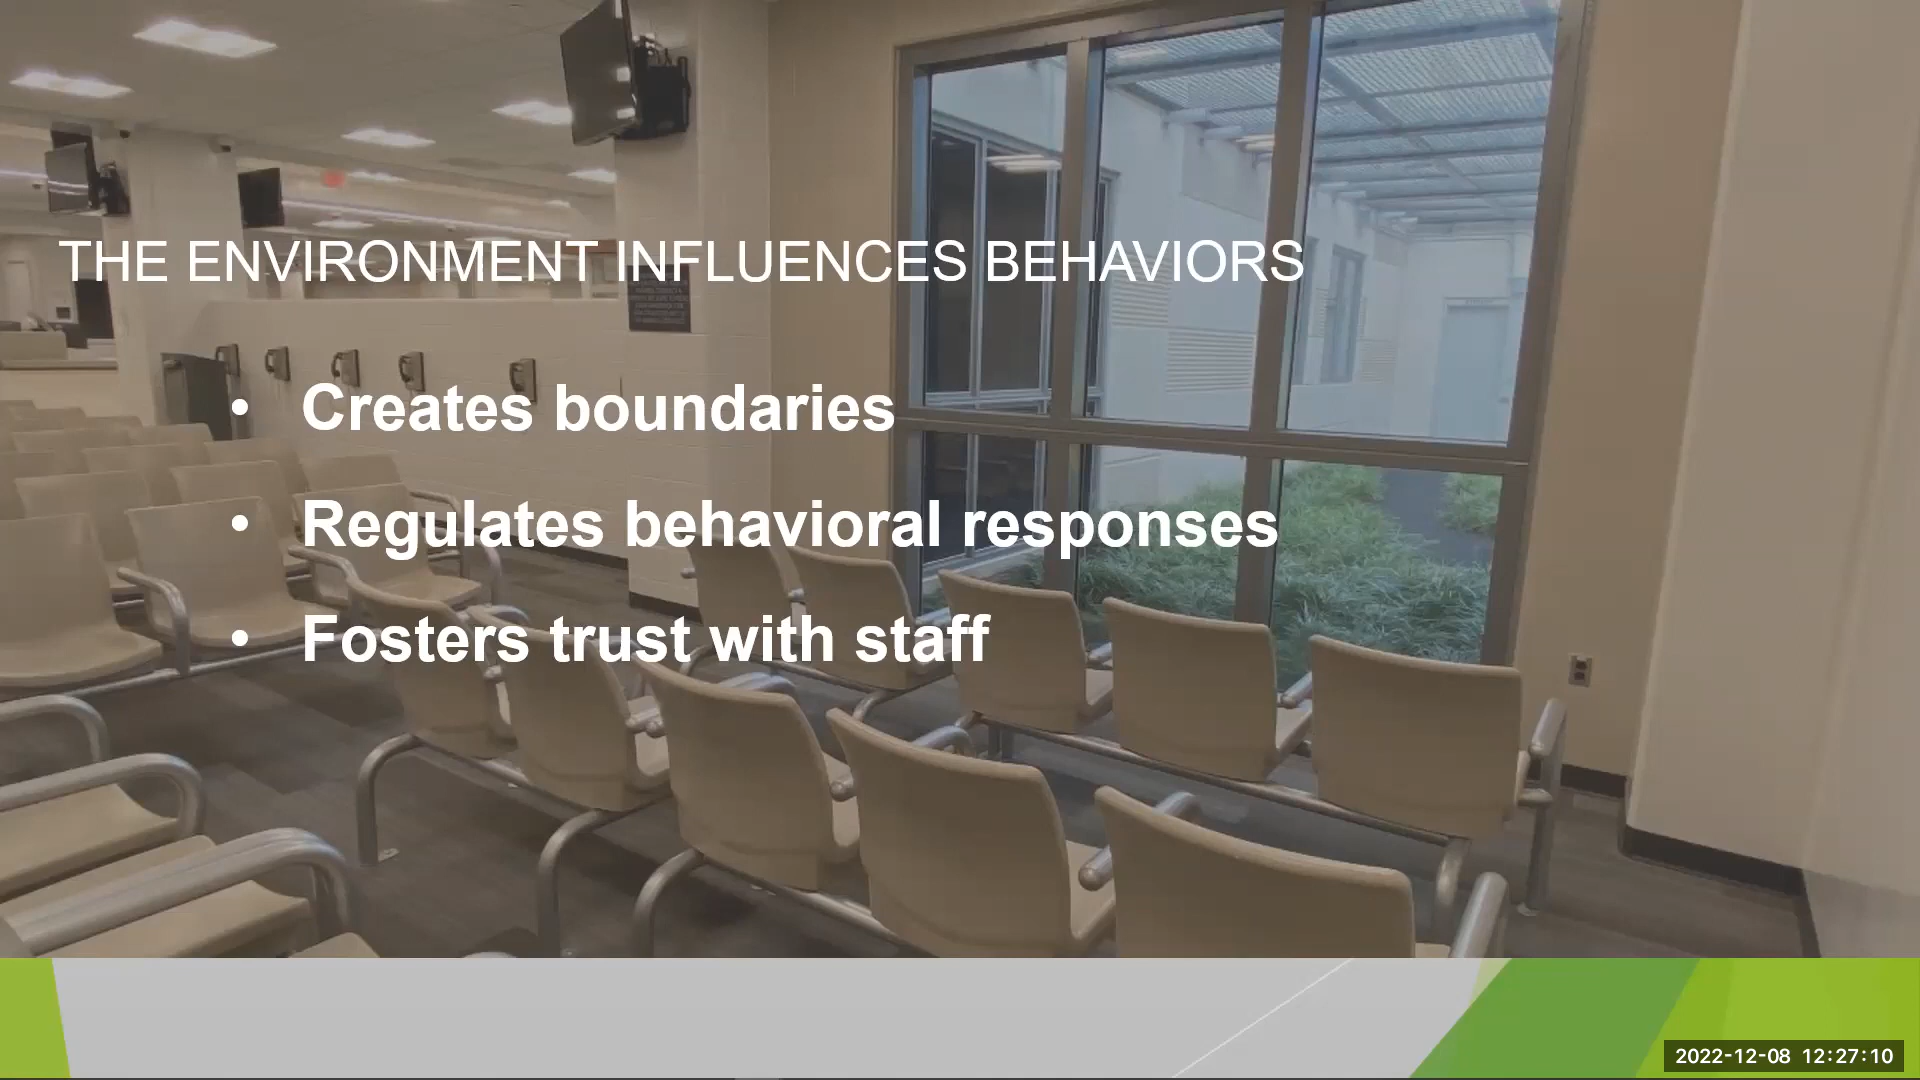 THE ENVIRONMENT INFLUENCES BEHAVIORS
• Creates boundaries
• Regulates behavioral responses
• Fosters trust with staff
2022-12-08 12:27:10